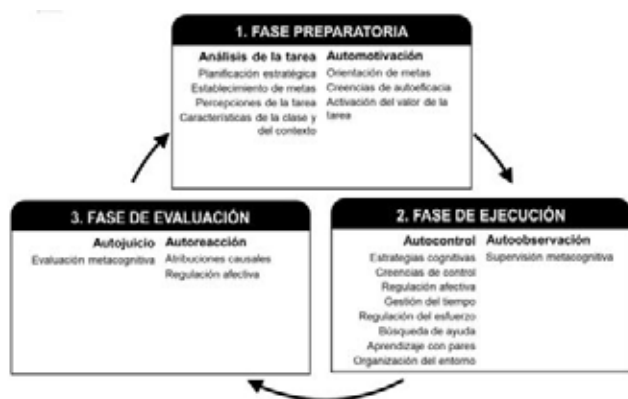 1. FASE PREPARATORIA
Análisis de la tarea
Planificación estratégica
Establecimiento de metas
Percepciones de la tarea
Características de la clase y
del contexto
Automotivación
Orientación de metas
Creencias de autoeficacia
Activación del valor de la
tarea
2. FASE DE EJECUCIÓN
Autocontrol
Estrategias cognitivas
Creencias de control
Regulación afectiva
Gestión del tiempo
Regulación del esfuerzo
Búsqueda de ayuda
Aprendizaje con pares
Organización del entorno
Autoobservación
Supervisión metacognitiva
3. FASE DE EVALUACIÓN
Autojuicio
Evaluación metacognitiva
Autoreacción
Atribuciones causales
Regulación afectiva